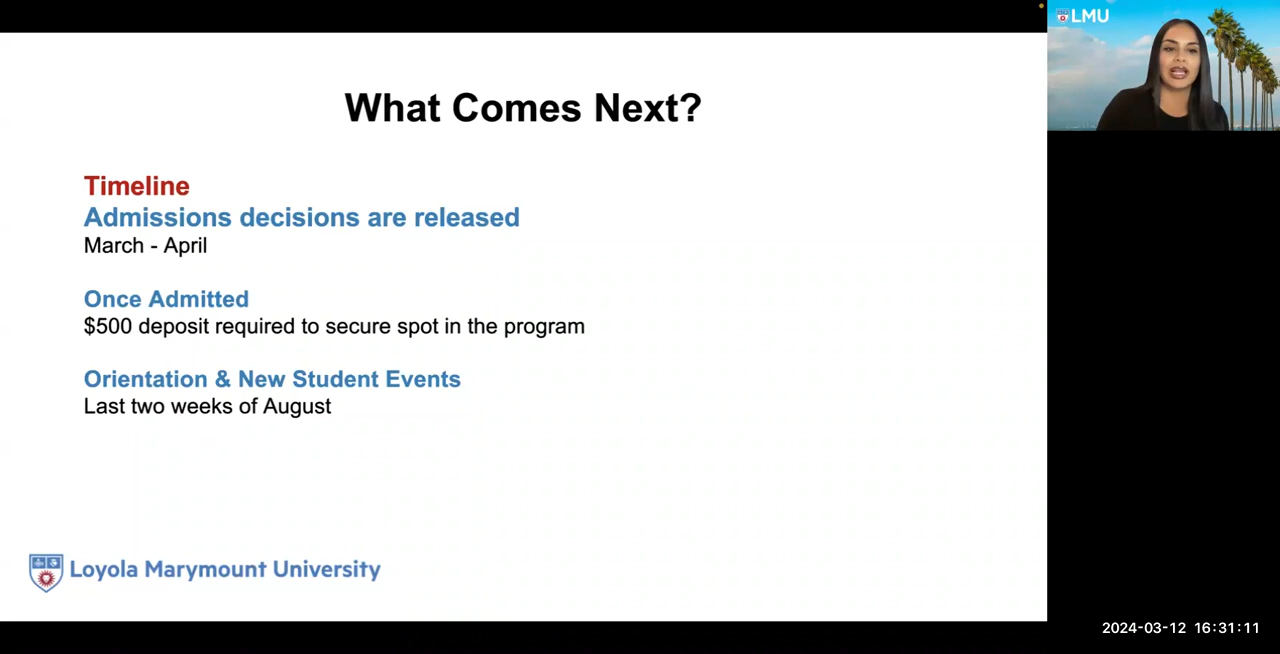 LMU
What Comes Next?
Timeline
Admissions decisions are released
March - April
Once Admitted
$500 deposit required to secure spot in the program
Orientation & New Student Events
Last two weeks of August
Loyola Marymount University
2024-03-12 16:31:11